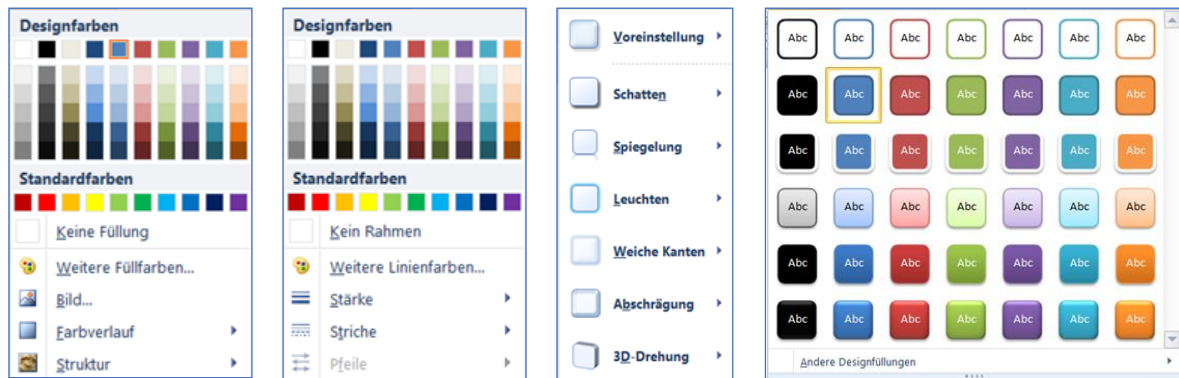 Designfarben
Standardfarben
Keine Füllung
Weitere Füllfarben...
Bild...
Farbverlauf
Struktur
Designfarben
Standardfarben
Kein Rahmen
Weitere Linienfarben...
Stärke
Striche
Pfeile
Voreinstellung
Schatten
Spiegelung
Leuchten
Weiche Kanten
Abschrägung
3D-Drehung
Abc Abc Abc Abc Abc Abc Abc
Abc Abc Abc Abc Abc Abc Abc
Abc Abc Abc Abc Abc Abc Abc
Abc Abc Abc Abc Abc Abc Abc
Abc Abc Abc Abc Abc Abc Abc
Abc Abc Abc Abc Abc Abc Abc
Andere Designfüllungen